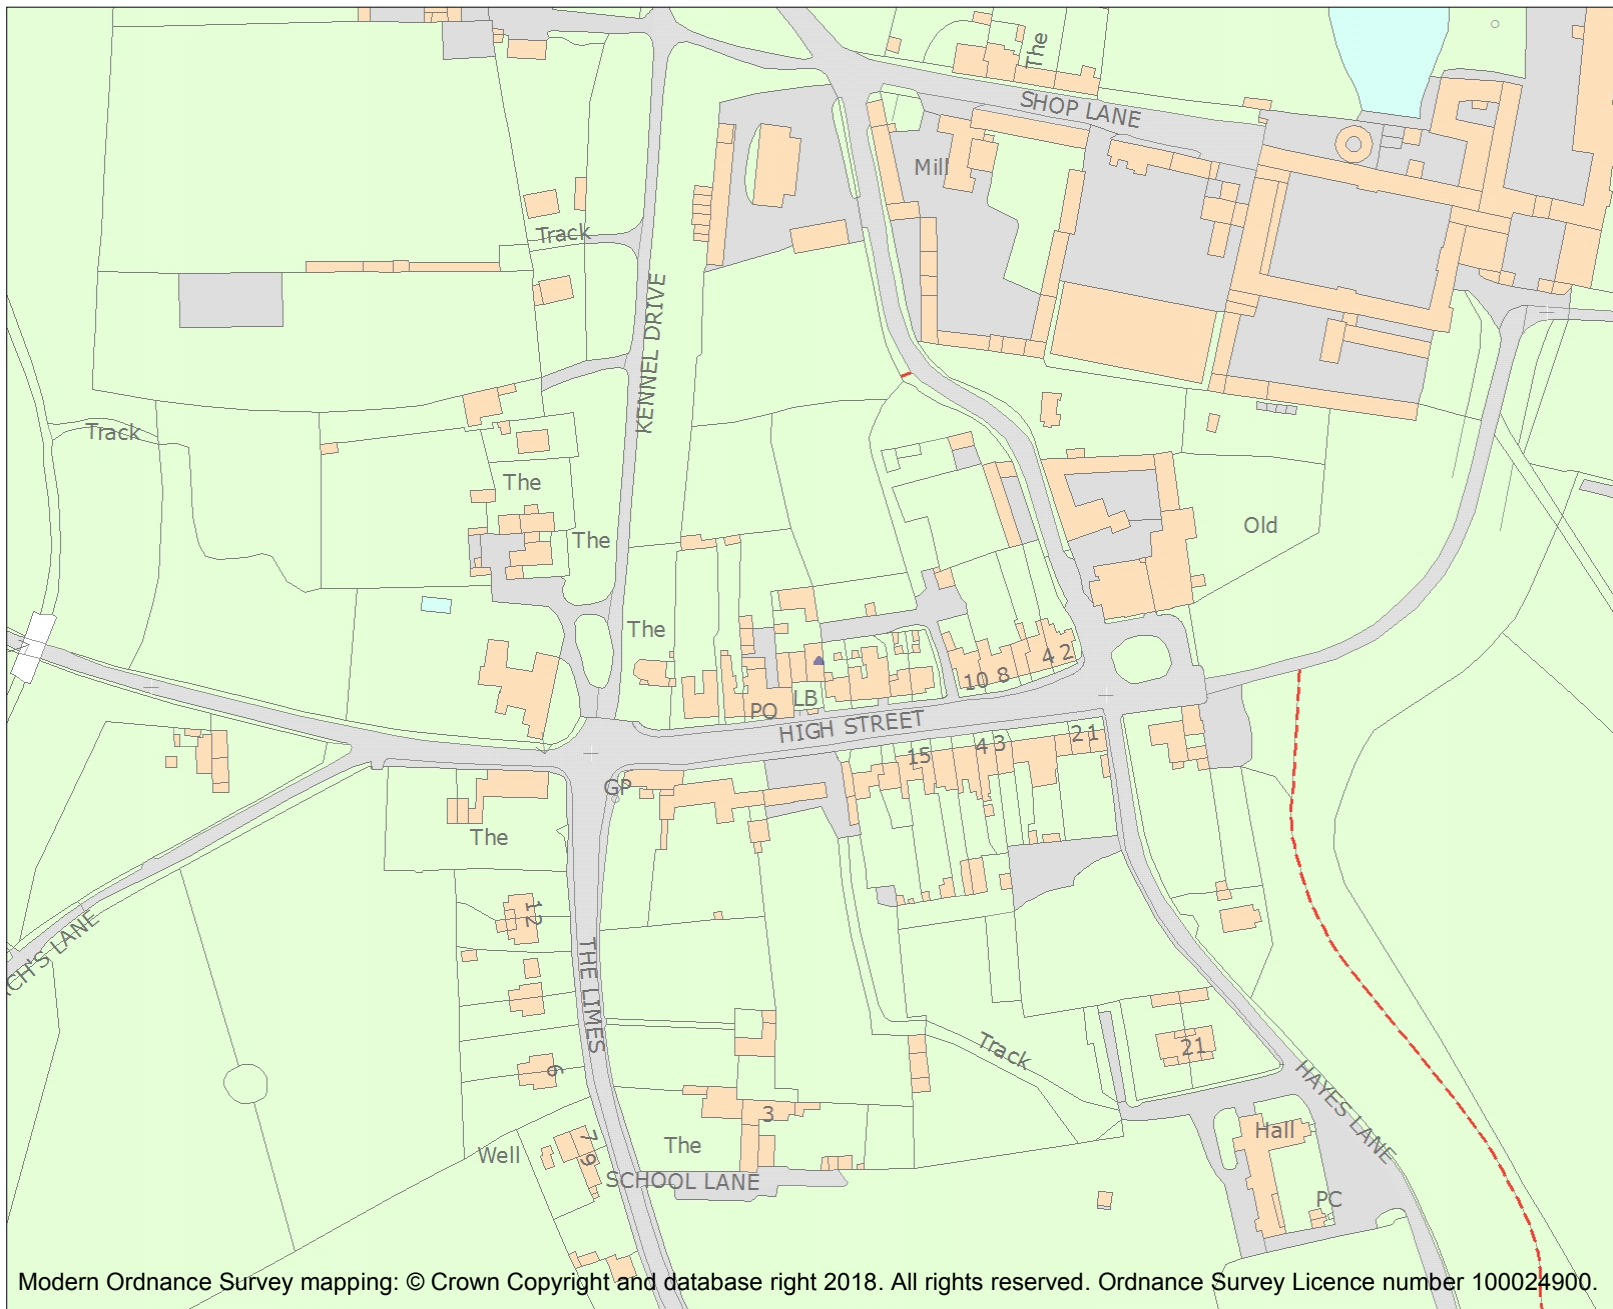 The
SHOP LANE
Mill
Track
KENNEL DRIVE
Track
The
Old
The
The
4 2
10 8
LB
PO
HIGH STREET
2 1
4 3
15
GP
The
12
CH'S LANE
THE LIMES
Track
21
6
HAYES LANE
3
Hall
7
The
Well
9
SCHOOL LANE
PC
Modern Ordnance Survey mapping: © Crown Copyright and database right 2018. All rights reserved. Ordnance Survey Licence number 100024900.